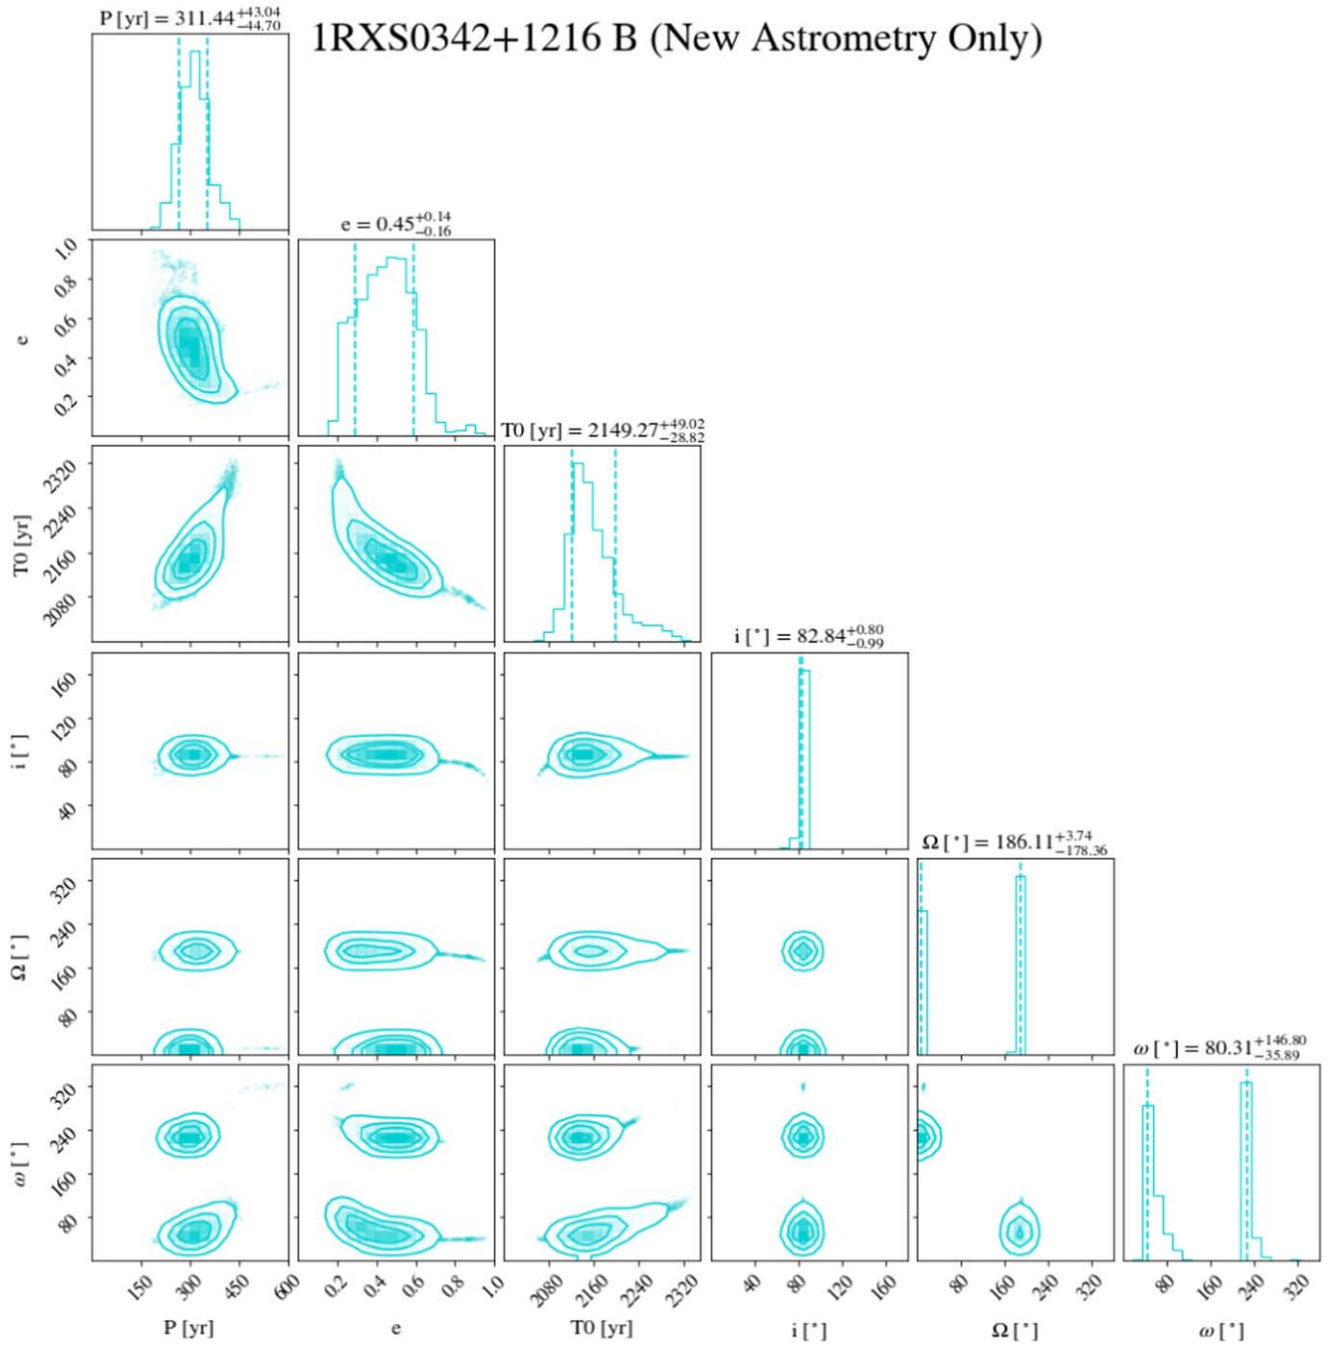 P [yr] = 311.44+43.04 −44.70
1RXS0342+1216 B (New Astrometry Only)
e = 0.45+0.14 −0.16
e
1.0
0.8
0.6
0.4
0.2
T0 [yr] = 2149.27+49.02 −28.82
T0 [yr]
2320
2240
2160
2080
i [°] = 82.84+0.80 −0.99
i [°]
160
120
80
40
Ω [°] = 186.11+3.74 −178.36
Ω [°]
320
240
160
80
ω [°] = 80.31+146.80 −35.89
ω [°]
320
240
160
80
150 300 450 600 0.2 0.4 0.6 0.8 1.0 2080 2160 2240 2320 40 80 120 160 80 160 240 320 80 160 240 320
P [yr] e T0 [yr] i [°] Ω [°] ω [°]